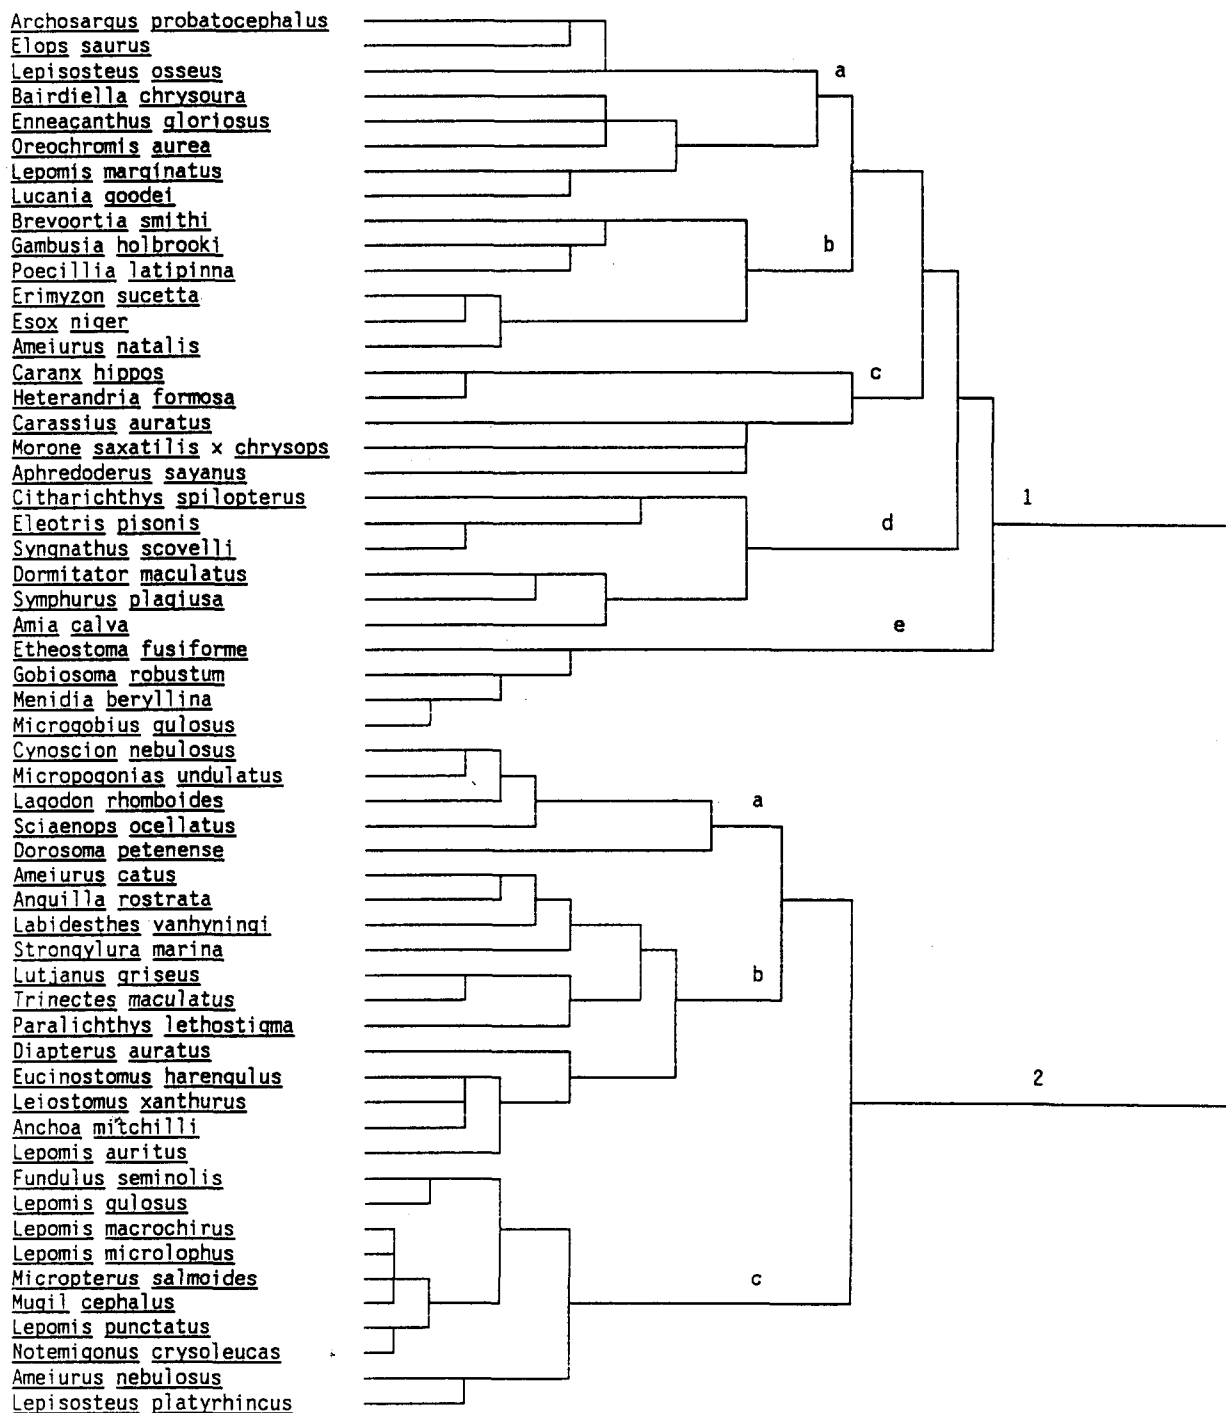 Archosargus probatocephalus
Elops saurus
Lepisosteus osseus
a
Bairdiella chrysoura
Enneacanthus gloriosus
Oreochromis aurea
Lepomis marginatus
Lucania goodei
Brevoortia smithi
Gambusia holbrooki
b
Poecillia latipinna
Erimyzon sucetta
Esox niger
Ameiurus natalis
Caranx hippos
c
Heterandria formosa
Carassius auratus
Morone saxatilis x chrysops
Aphredoderus sayanus
Citharichthys spilopterus
1
Eleotris pisonis
d
Syngnathus scovelli
Dormitator maculatus
Symphurus plagiusa
Amia calva
e
Etheostoma fusiforme
Gobiosoma robustum
Menidia beryllina
Microgobius gulosus
Cynoscion nebulosus
Micropogonias undulatus
Lagodon rhomboides
a
Sciaenops ocellatus
Dorosoma petenense
Ameiurus catus
Anguilla rostrata
Labidesthes vanhyningi
Strongylura marina
Lutjanus griseus
b
Trinectes maculatus
Paralichthys lethostigma
Diapterus auratus
Eucinostomus harengulus
2
Leiostomus xanthurus
Anchoa mitchilli
Lepomis auritus
Fundulus seminolis
Lepomis gulosus
Lepomis macrochirus
Lepomis microlophus
Micropterus salmoides
c
Mugil cephalus
Lepomis punctatus
Notemigonus crysoleucas
Ameiurus nebulosus
Lepisosteus platyrhincus